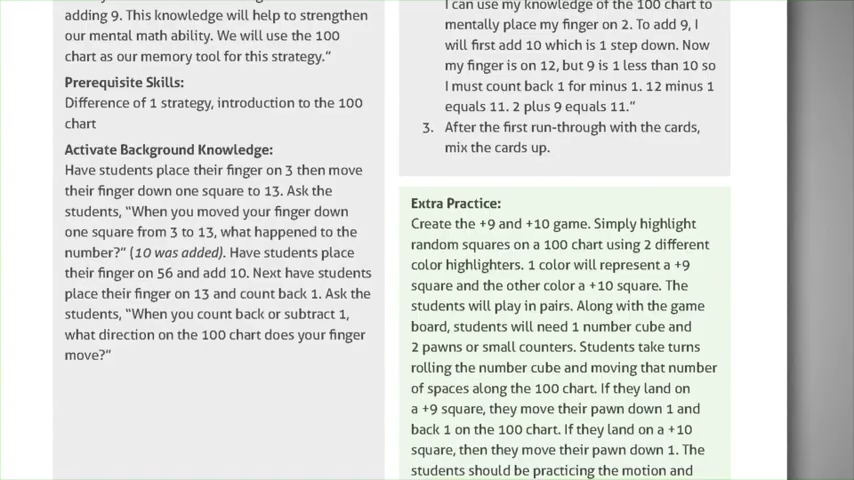 adding 9. This knowledge will help to strengthen
our mental math ability. We will use the 100
chart as our memory tool for this strategy.”
Prerequisite Skills:
Difference of 1 strategy, introduction to the 100
chart
Activate Background Knowledge:
Have students place their finger on 3 then move
their finger down one square to 13. Ask the
students, “When you moved your finger down
one square from 3 to 13, what happened to the
number?” (10 was added). Have students place
their finger on 56 and add 10. Next have students
place their finger on 13 and count back 1. Ask the
students, “When you count back or subtract 1,
what direction on the 100 chart does your finger
move?”
I can use my knowledge of the 100 chart to
mentally place my finger on 2. To add 9, I
will first add 10 which is 1 step down. Now
my finger is on 12, but 9 is 1 less than 10 so
I must count back 1 for minus 1. 12 minus 1
equals 11. 2 plus 9 equals 11.”
3. After the first run-through with the cards,
mix the cards up.
Extra Practice:
Create the +9 and +10 game. Simply highlight
random squares on a 100 chart using 2 different
color highlighters. 1 color will represent a +9
square and the other color a +10 square. The
students will play in pairs. Along with the game
board, students will need 1 number cube and
2 pawns or small counters. Students take turns
rolling the number cube and moving that number
of spaces along the 100 chart. If they land on
a +9 square, they move their pawn down 1 and
back 1 on the 100 chart. If they land on a +10
square, then they move their pawn down 1. The
students should be practicing the motion and